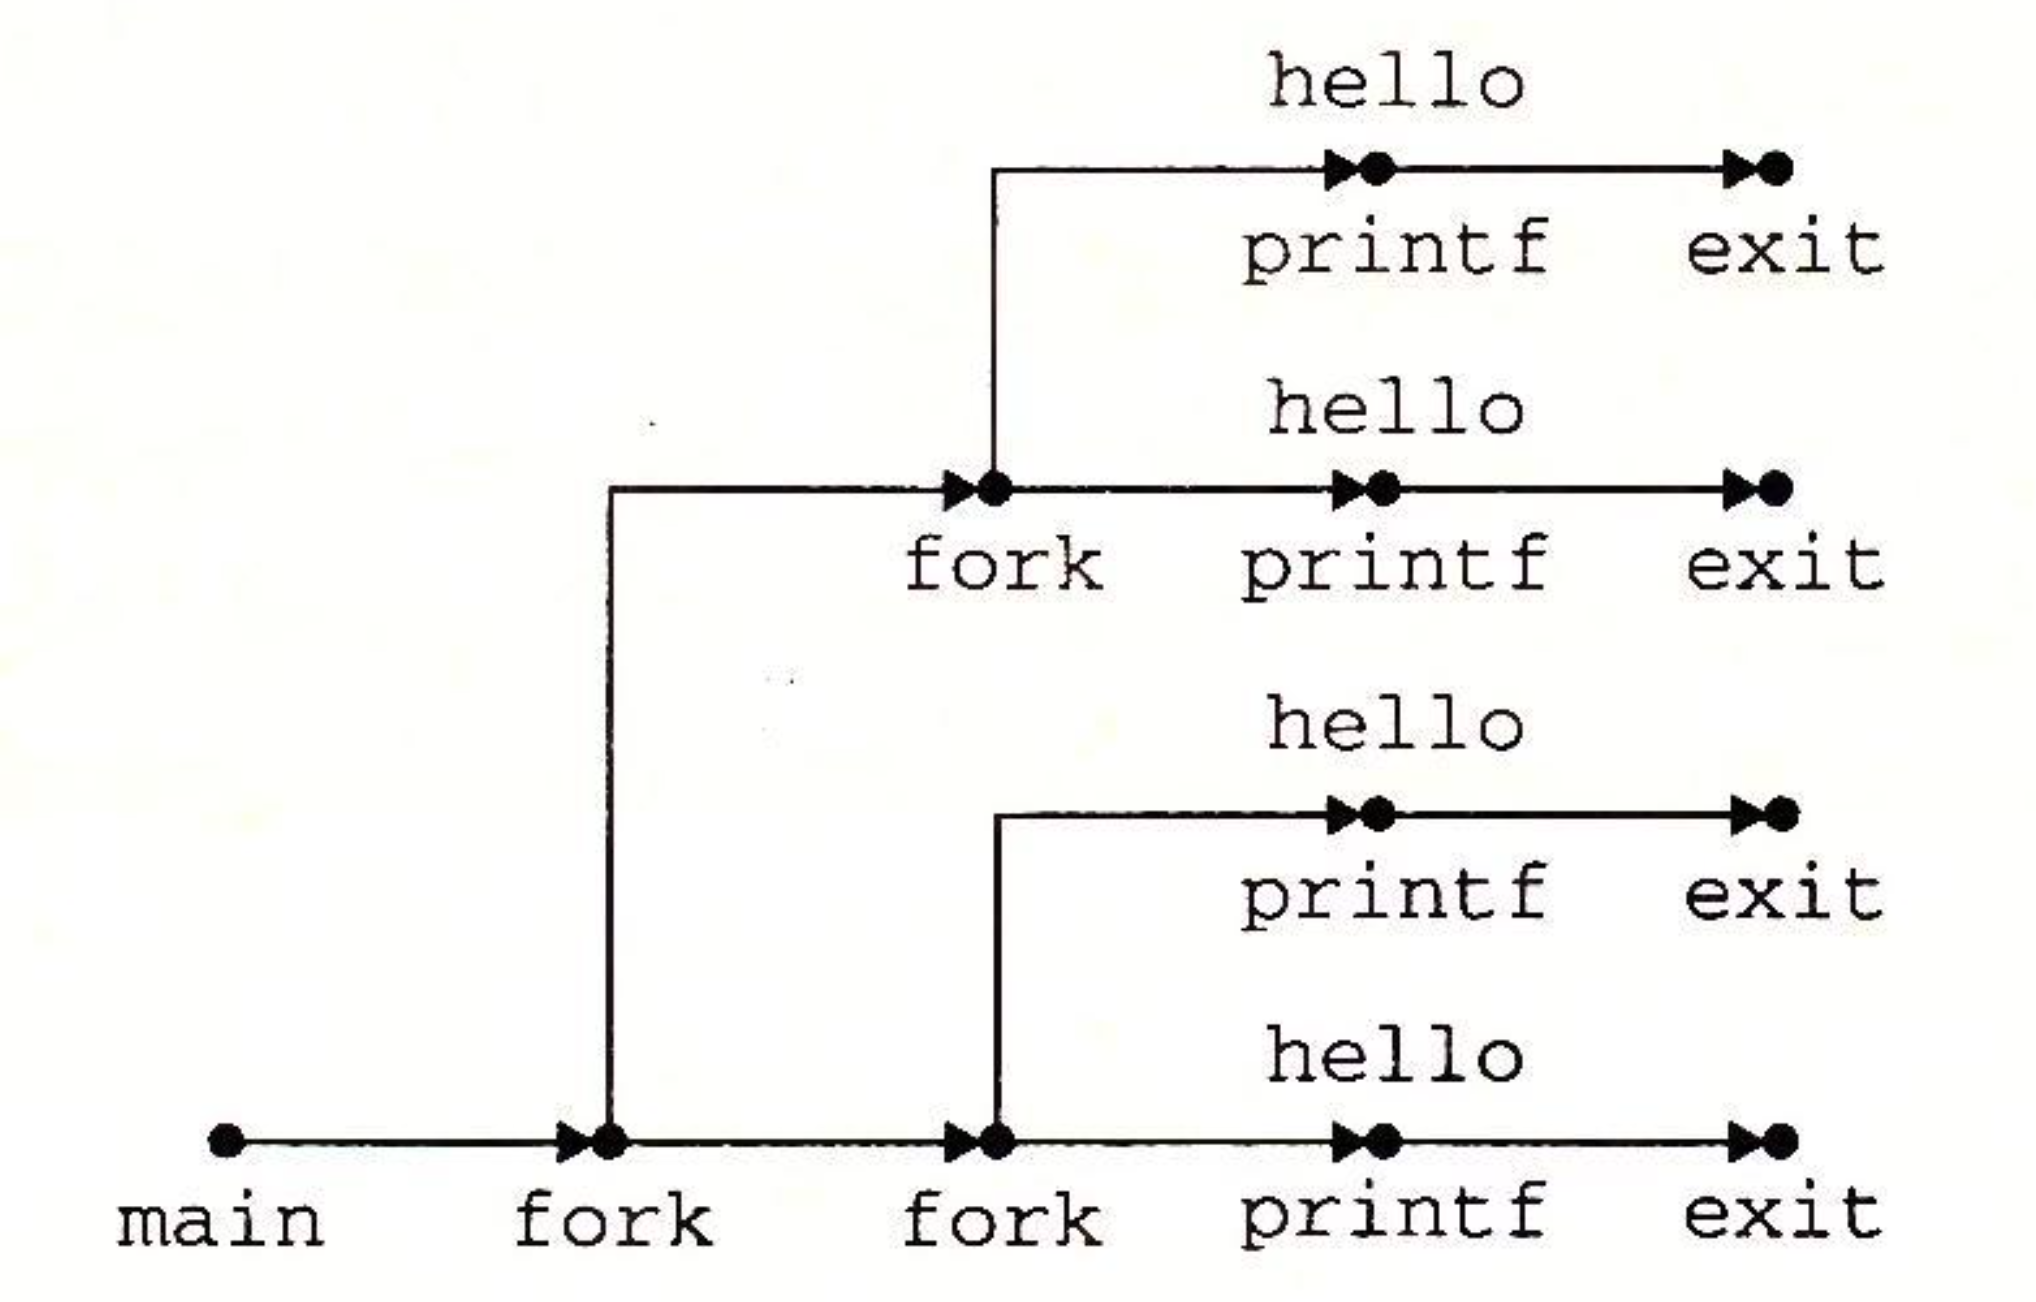 hello
printf exit
hello
fork printf exit
hello
printf exit
hello
main fork fork printf exit